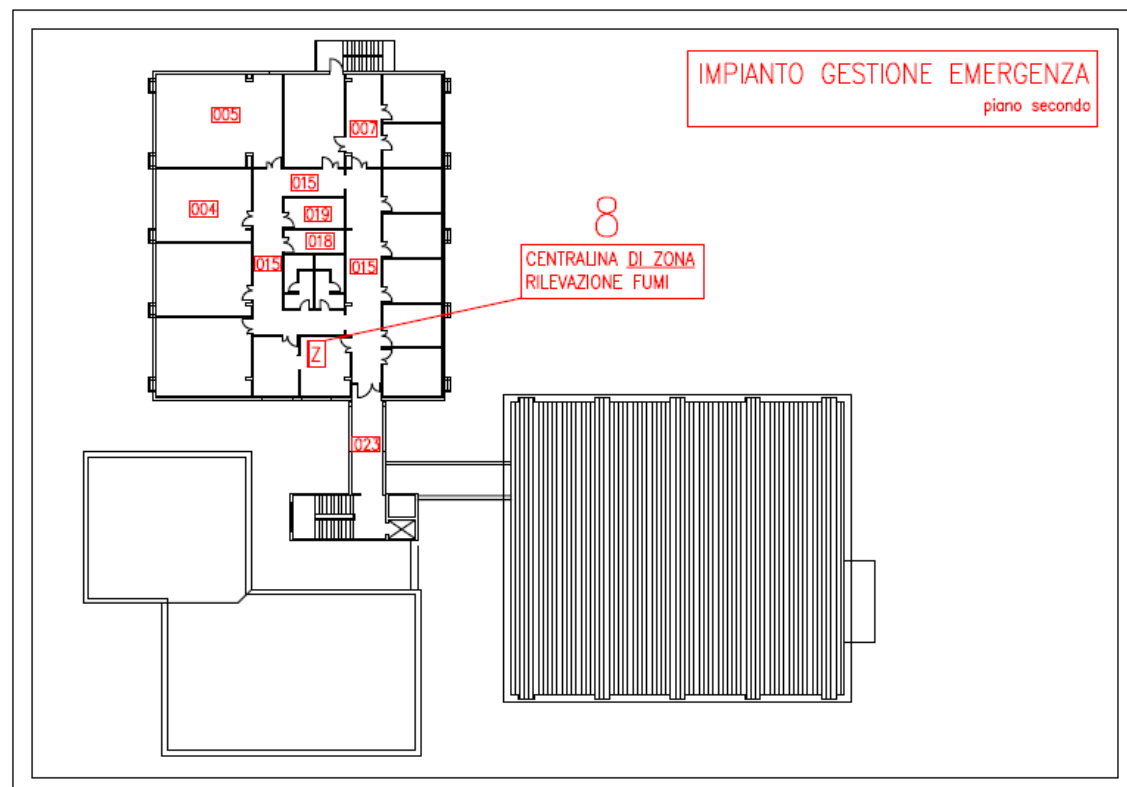 IMPIANTO GESTIONE EMERGENZA
piano secondo
005
007
015
004
019
8
018
CENTRALINA DI ZONA
015
015
RILEVAZIONE FUMI
Z
023